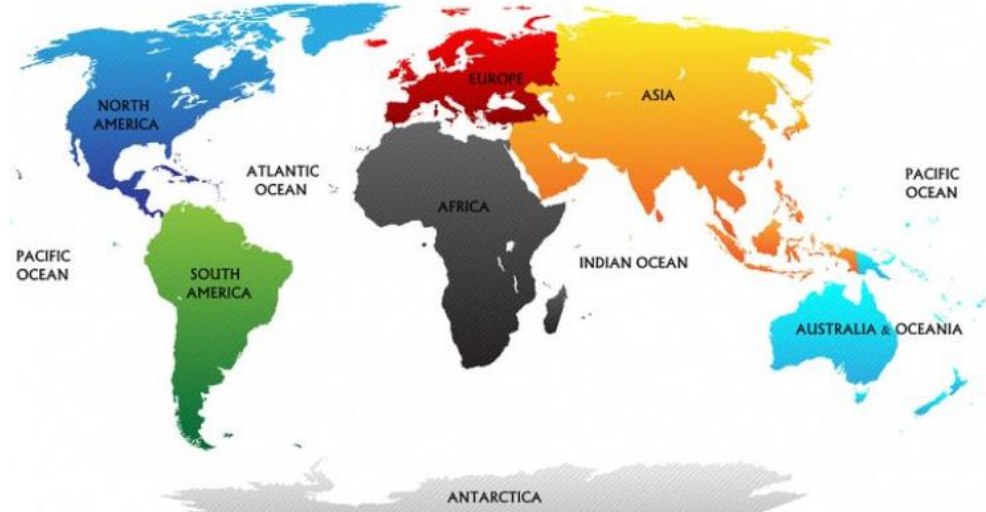 EUROPE
ASIA
NORTH
AMERICA
ATLANTIC
OCEAN
PACIFIC
OCEAN
AFRICA
PACIFIC
OCEAN
INDIAN OCEAN
SOUTH
AMERICA
AUSTRALIA & OCEANIA
ANTARCTICA